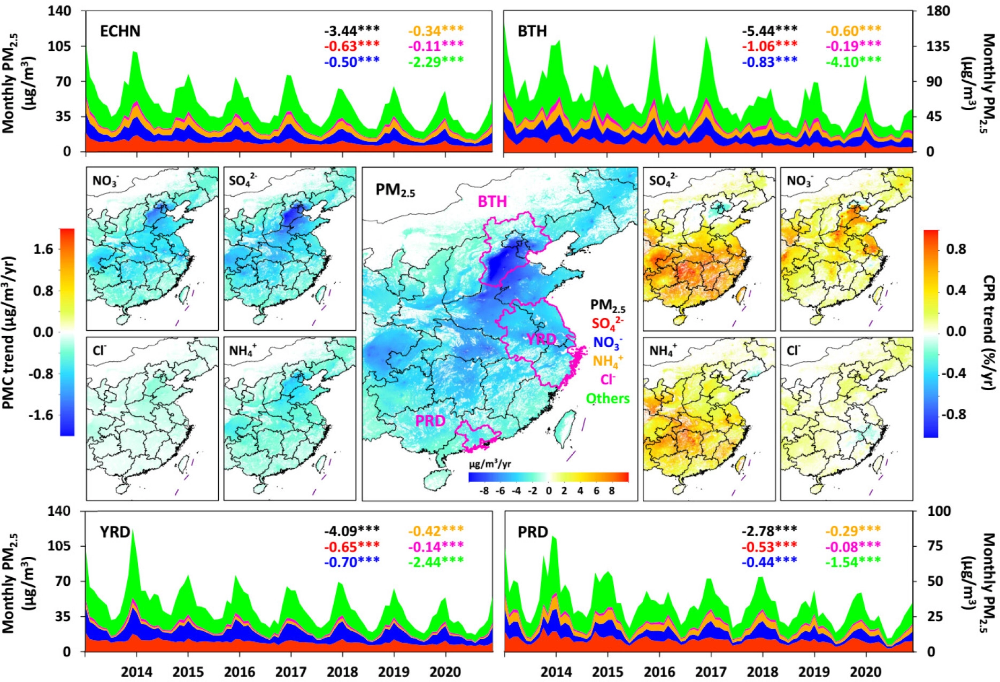 140
105
70
35
0
Monthly PM2.5
(µg/m³)
ECHN
-3.44*** -0.34***
-0.63*** -0.11***
-0.50*** -2.29***
BTH
-5.44*** -0.60***
-1.06*** -0.19***
-0.83*** -4.10***
180
135
90
45
0
Monthly PM2.5
(µg/m³)
PMC trend (µg/m³/yr)
1.6
0.8
0.0
-0.8
-1.6
NO3-
SO42-
Cl-
NH4+
PM2.5
BTH
YRD
PRD
PM2.5
SO42-
NO3-
NH4+
Cl-
Others
µg/m³/yr
-8 -6 -4 -2 0 2 4 6 8
SO42-
NO3-
NH4+
Cl-
0.8
0.4
0.0
-0.4
-0.8
CPR trend (%/yr)
140
105
70
35
0
Monthly PM2.5
(µg/m³)
YRD
-4.09*** -0.42***
-0.65*** -0.14***
-0.70*** -2.44***
2014 2015 2016 2017 2018 2019 2020
PRD
-2.78*** -0.29***
-0.53*** -0.08***
-0.44*** -1.54***
100
75
50
25
0
Monthly PM2.5
(µg/m³)
2014 2015 2016 2017 2018 2019 2020